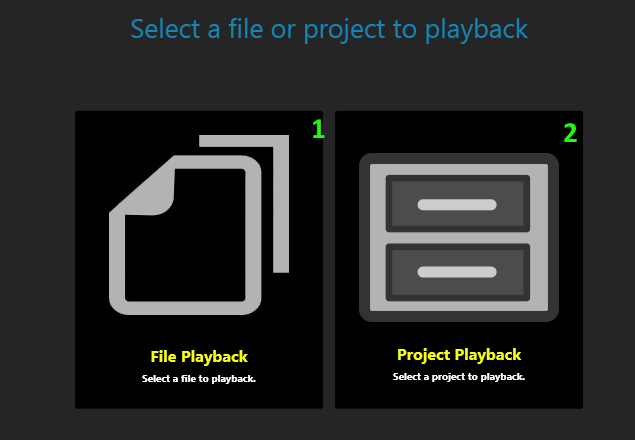 Select a file or project to playback
1
2
File Playback
Select a file to playback.
Project Playback
Select a project to playback.